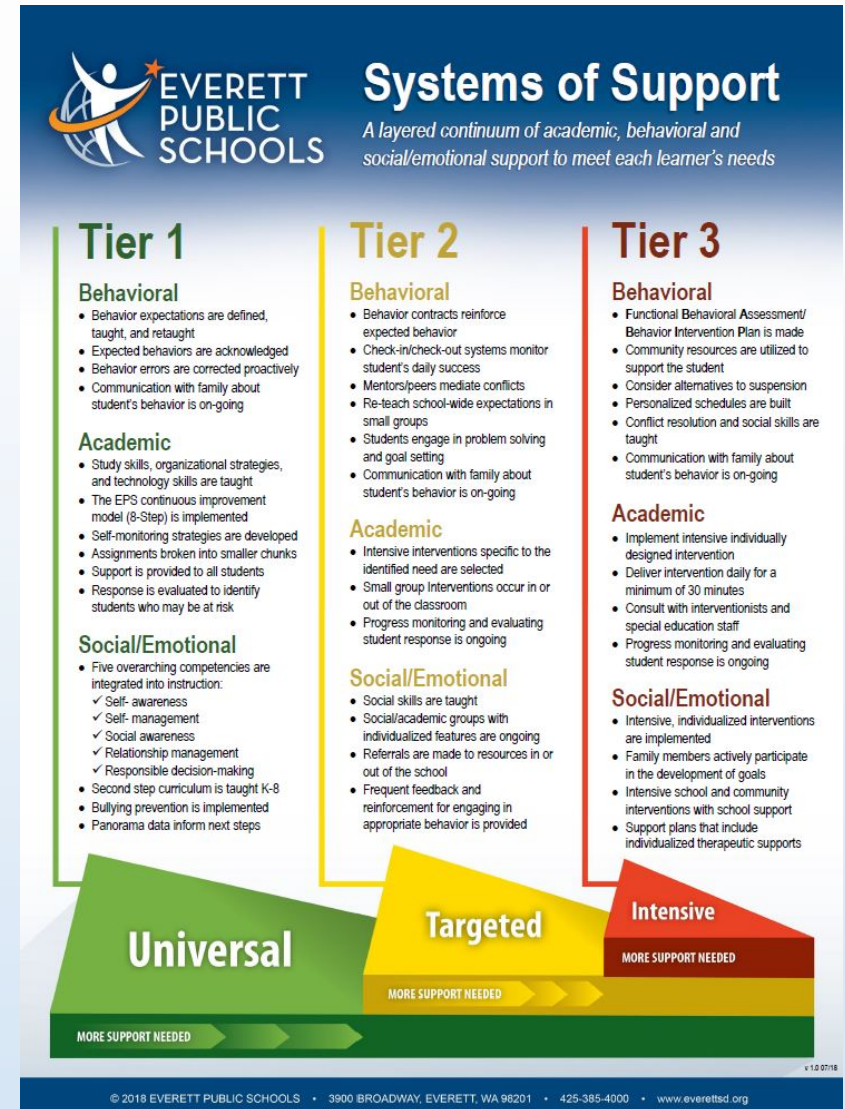 EVERETT
PUBLIC
SCHOOLS
Systems of Support
A layered continuum of academic, behavioral and
social/emotional support to meet each learner's needs
Tier 1
Behavioral
• Behavior expectations are defined,
taught, and retaught
• Expected behaviors are acknowledged
• Behavior errors are corrected proactively
• Communication with family about
student's behavior is on-going
Academic
• Study skills, organizational strategies,
and technology skills are taught
• The EPS continuous improvement
model (8-Step) is implemented
• Self-monitoring strategies are developed
• Assignments broken into smaller chunks
• Support is provided to all students
• Response is evaluated to identify
students who may be at risk
Social/Emotional
• Five overarching competencies are
integrated into instruction:
✓ Self- awareness
✓ Self- management
✓ Social awareness
✓ Relationship management
✓ Responsible decision-making
• Second step curriculum is taught K-8
• Bullying prevention is implemented
• Panorama data inform next steps
Tier 2
Behavioral
• Behavior contracts reinforce
expected behavior
• Check-in/check-out systems monitor
student's daily success
• Mentors/peers mediate conflicts
• Re-teach school-wide expectations in
small groups
• Students engage in problem solving
and goal setting
• Communication with family about
student's behavior is on-going
Academic
• Intensive interventions specific to the
identified need are selected
• Small group Interventions occur in or
out of the classroom
• Progress monitoring and evaluating
student response is ongoing
Social/Emotional
• Social skills are taught
• Social/academic groups with
individualized features are ongoing
• Referrals are made to resources in or
out of the school
• Frequent feedback and
reinforcement for engaging in
appropriate behavior is provided
Tier 3
Behavioral
• Functional Behavioral Assessment/
Behavior Intervention Plan is made
• Community resources are utilized to
support the student
• Consider alternatives to suspension
• Personalized schedules are built
• Conflict resolution and social skills are
taught
• Communication with family about
student's behavior is on-going
Academic
• Implement intensive individually
designed intervention
• Deliver intervention daily for a
minimum of 30 minutes
• Consult with interventionists and
special education staff
• Progress monitoring and evaluating
student response is ongoing
Social/Emotional
• Intensive, individualized interventions
are implemented
• Family members actively participate
in the development of goals
• Intensive school and community
interventions with school support
• Support plans that include
individualized therapeutic supports
Universal
MORE SUPPORT NEEDED
Targeted
MORE SUPPORT NEEDED
Intensive
MORE SUPPORT NEEDED
v 1.0 07/18
© 2018 EVERETT PUBLIC SCHOOLS • 3900 BROADWAY, EVERETT, WA 98201 • 425-385-4000 • www.everettsd.org